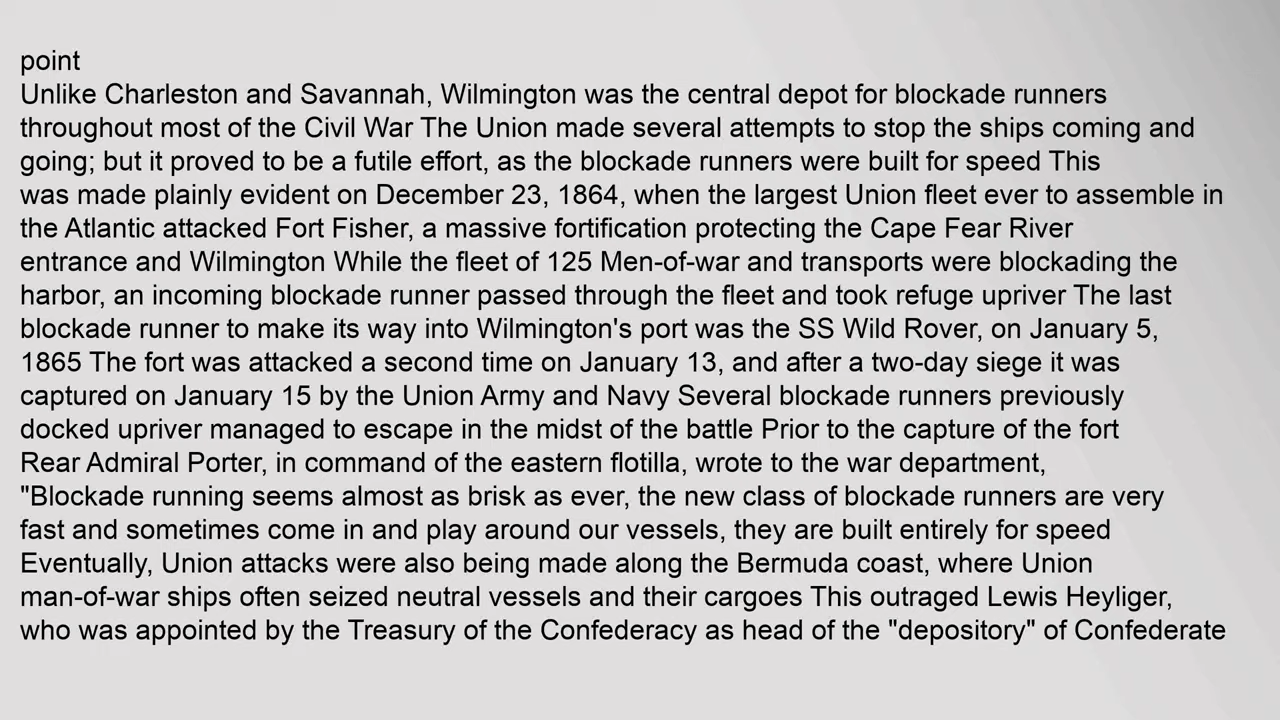 point
Unlike Charleston and Savannah, Wilmington was the central depot for blockade runners
throughout most of the Civil War The Union made several attempts to stop the ships coming and
going; but it proved to be a futile effort, as the blockade runners were built for speed This
was made plainly evident on December 23, 1864, when the largest Union fleet ever to assemble in
the Atlantic attacked Fort Fisher, a massive fortification protecting the Cape Fear River
entrance and Wilmington While the fleet of 125 Men-of-war and transports were blockading the
harbor, an incoming blockade runner passed through the fleet and took refuge upriver The last
blockade runner to make its way into Wilmington's port was the SS Wild Rover, on January 5,
1865 The fort was attacked a second time on January 13, and after a two-day siege it was
captured on January 15 by the Union Army and Navy Several blockade runners previously
docked upriver managed to escape in the midst of the battle Prior to the capture of the fort
Rear Admiral Porter, in command of the eastern flotilla, wrote to the war department,
"Blockade running seems almost as brisk as ever, the new class of blockade runners are very
fast and sometimes come in and play around our vessels, they are built entirely for speed
Eventually, Union attacks were also being made along the Bermuda coast, where Union
man-of-war ships often seized neutral vessels and their cargoes This outraged Lewis Heyliger,
who was appointed by the Treasury of the Confederacy as head of the "depository" of Confederate